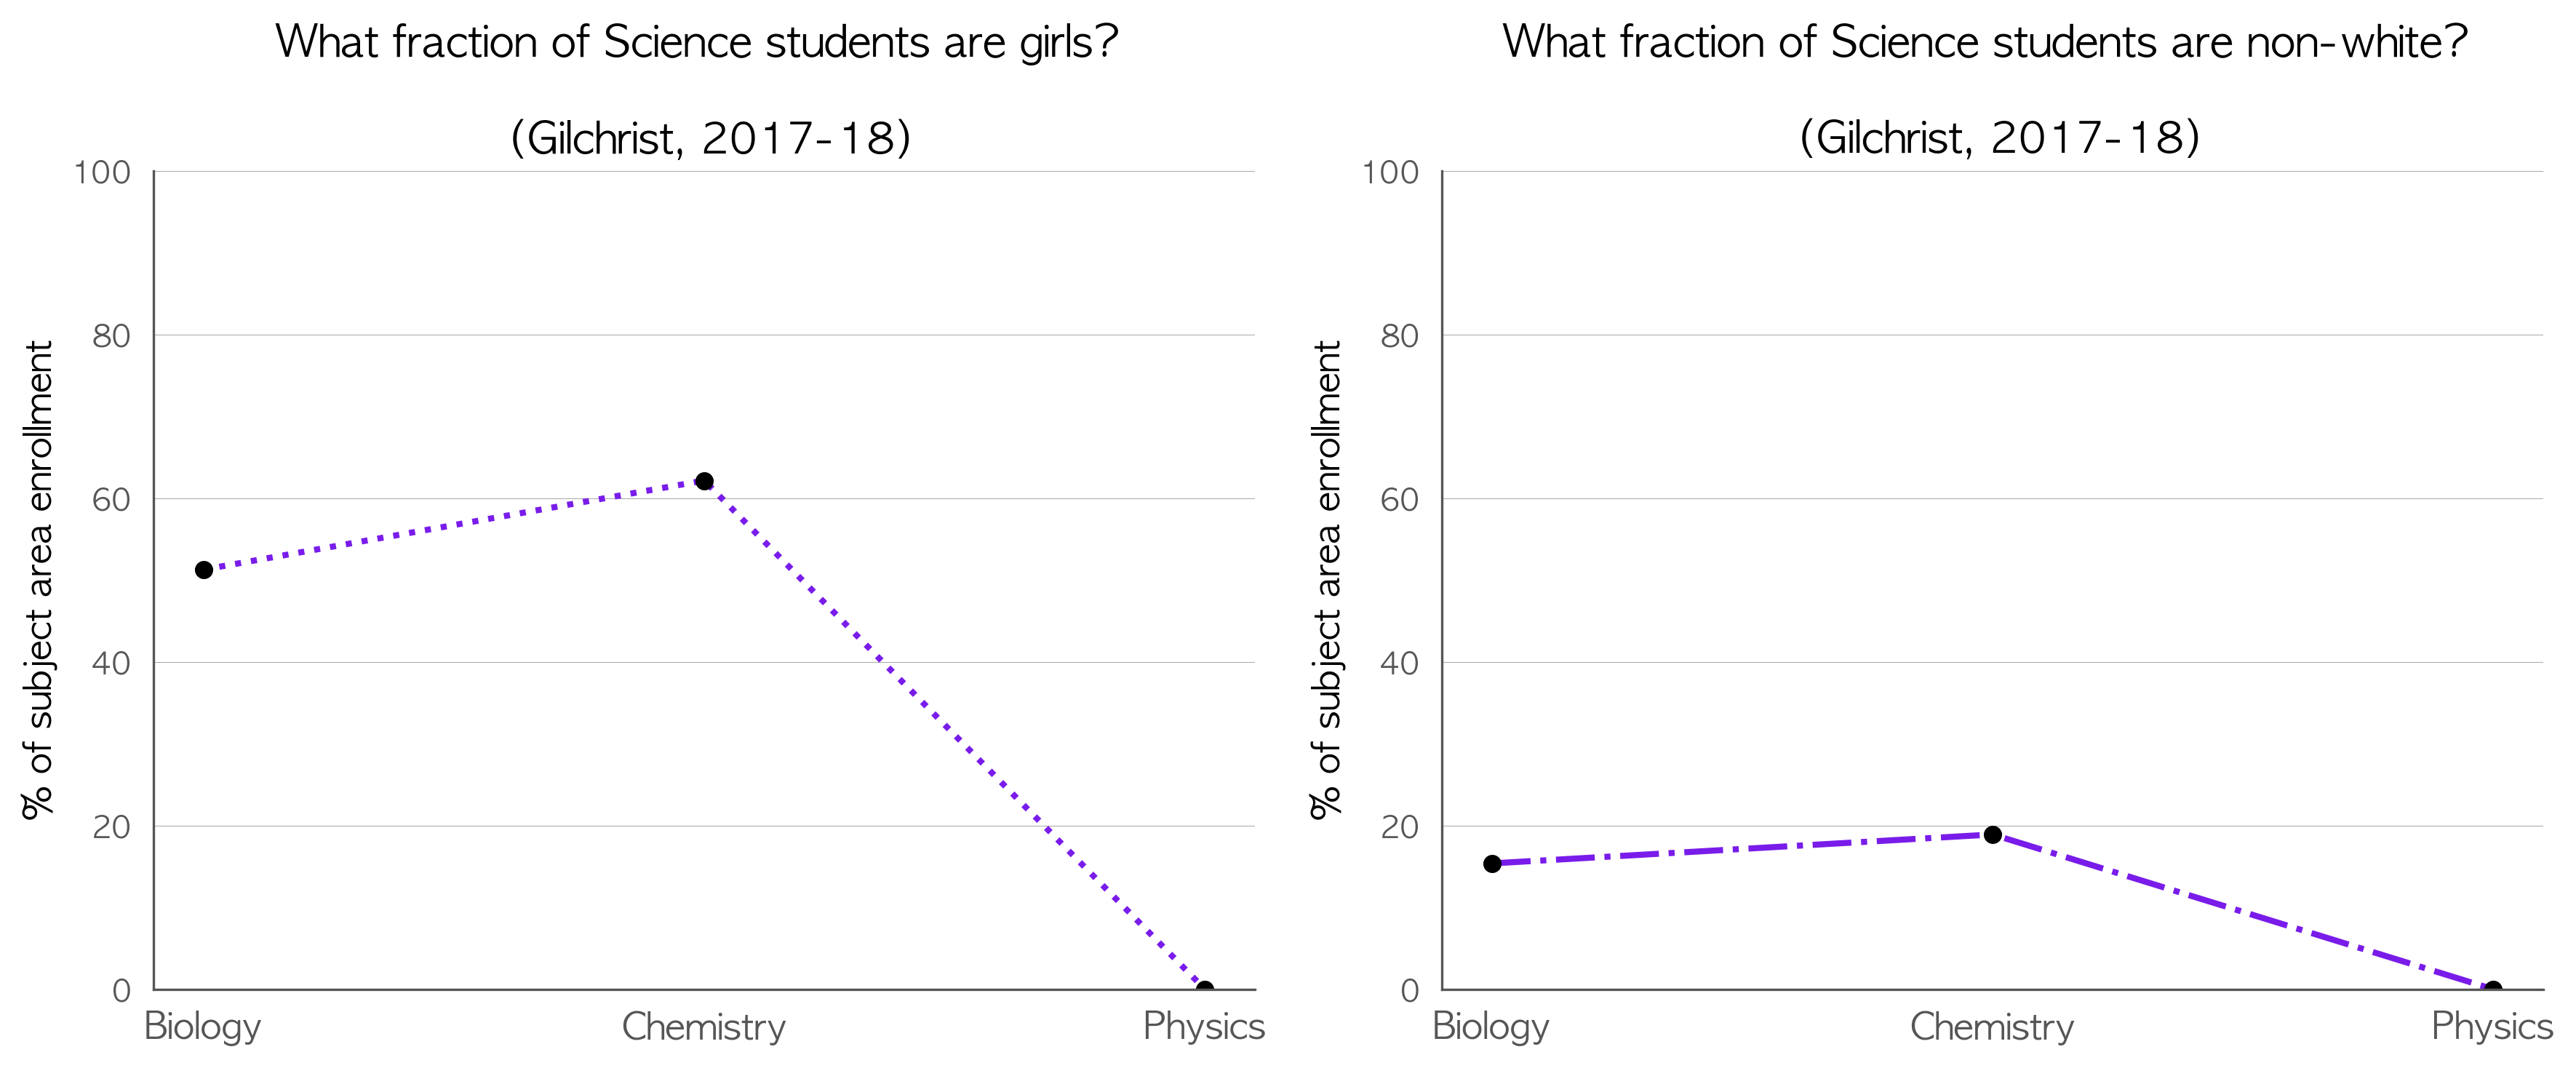 What fraction of Science students are girls?
(Gilchrist, 2017-18)
100
80
60
40
20
0
% of subject area enrollment
Biology
Chemistry
Physics
What fraction of Science students are non-white?
(Gilchrist, 2017-18)
100
80
60
40
20
0
% of subject area enrollment
Biology
Chemistry
Physics